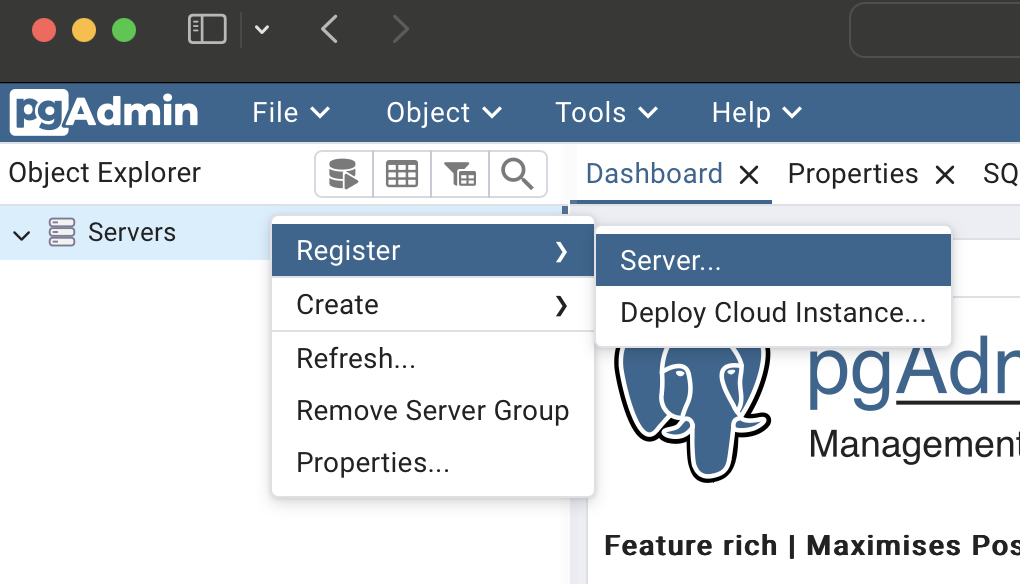 pgAdmin File Object Tools Help
Object Explorer Dashboard Properties SQ
Servers
Register
Create
Refresh...
Remove Server Group
Properties...
Server...
Deploy Cloud Instance...
pgAdm
Management
Feature rich | Maximises Pos